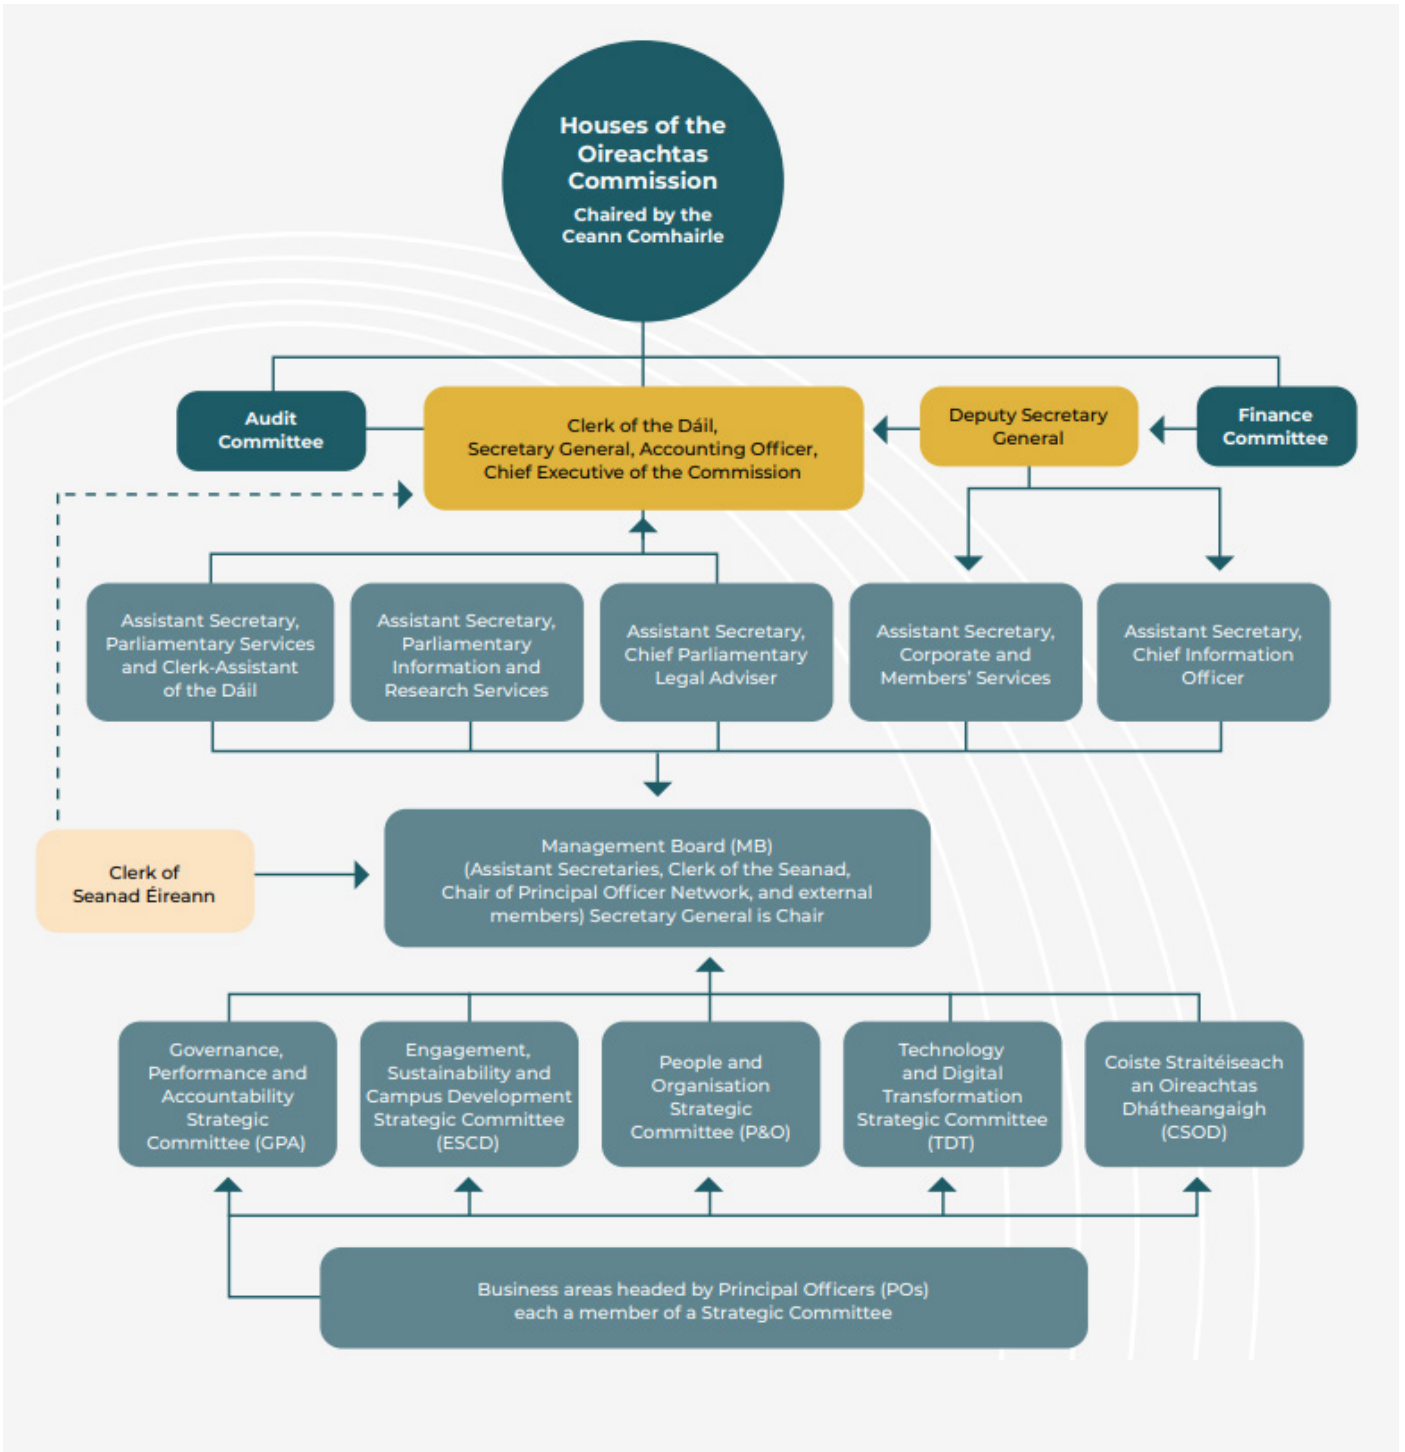 Houses of the
Oireachtas
Commission
Chaired by the
Ceann Comhairle
Audit
Committee
Clerk of the Dáil,
Secretary General, Accounting Officer,
Chief Executive of the Commission
Deputy Secretary
General
Finance
Committee
Assistant Secretary,
Parliamentary Services
and Clerk-Assistant
of the Dáil
Assistant Secretary,
Parliamentary
Information and
Research Services
Assistant Secretary,
Chief Parliamentary
Legal Adviser
Assistant Secretary,
Corporate and
Members’ Services
Assistant Secretary,
Chief Information
Officer
Clerk of
Seanad Éireann
Management Board (MB)
(Assistant Secretaries, Clerk of the Seanad,
Chair of Principal Officer Network, and external
members) Secretary General is Chair
Governance,
Performance and
Accountability
Strategic
Committee (GPA)
Engagement,
Sustainability and
Campus Development
Strategic Committee
(ESCD)
People and
Organisation
Strategic
Committee (P&O)
Technology
and Digital
Transformation
Strategic Committee
(TDT)
Coiste Straitéiseach
an Oireachtas
Dhátheangaigh
(CSOD)
Business areas headed by Principal Officers (POs)
each a member of a Strategic Committee